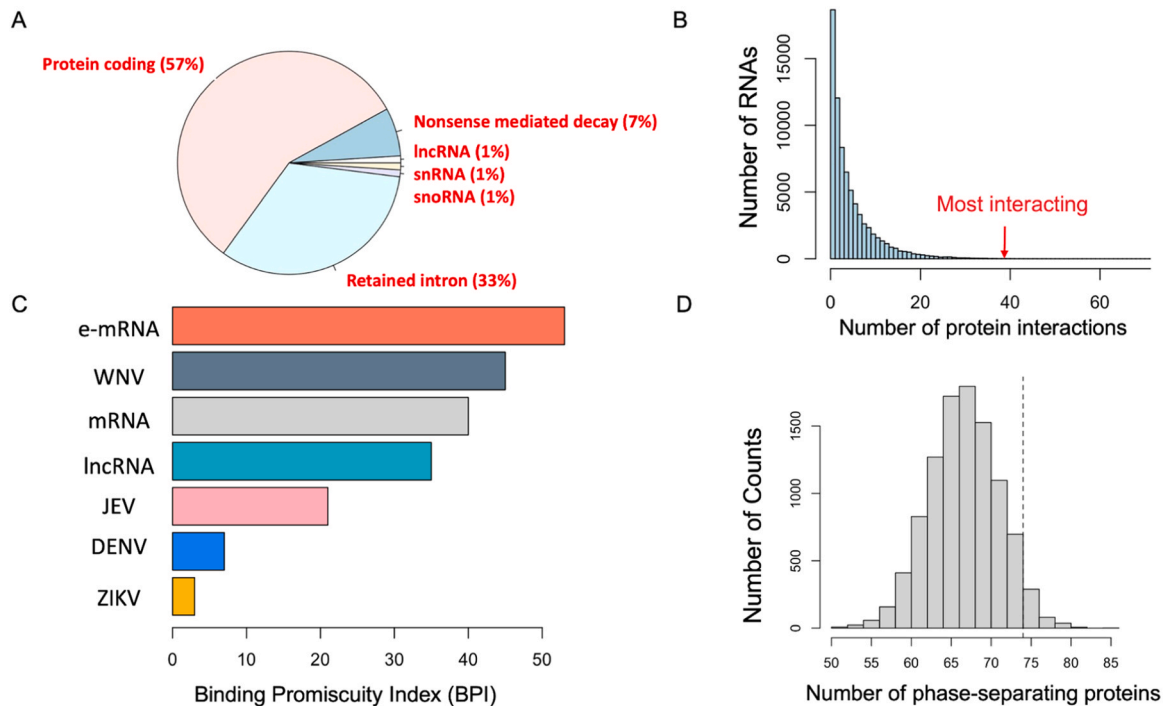 A
Protein coding (57%)
Nonsense mediated decay (7%)
lncRNA (1%)
snRNA (1%)
snoRNA (1%)
Retained intron (33%)
B
Number of RNAs
15000
10000
5000
0
Most interacting
0 20 40 60
Number of protein interactions
C
e-mRNA
WNV
mRNA
lncRNA
JEV
DENV
ZIKV
0 10 20 30 40 50
Binding Promiscuity Index (BPI)
D
Number of Counts
1500
1000
500
0
50 55 60 65 70 75 80 85
Number of phase-separating proteins